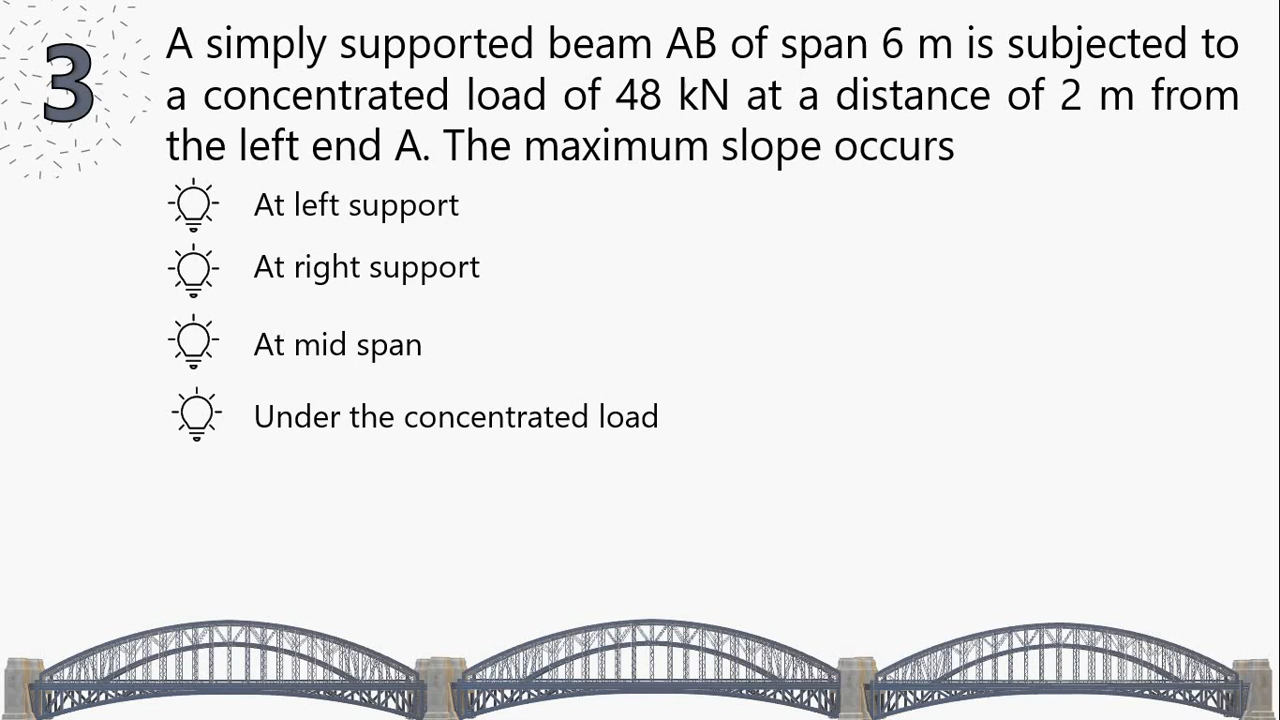 3
A simply supported beam AB of span 6 m is subjected to
a concentrated load of 48 kN at a distance of 2 m from
the left end A. The maximum slope occurs
At left support
At right support
At mid span
Under the concentrated load